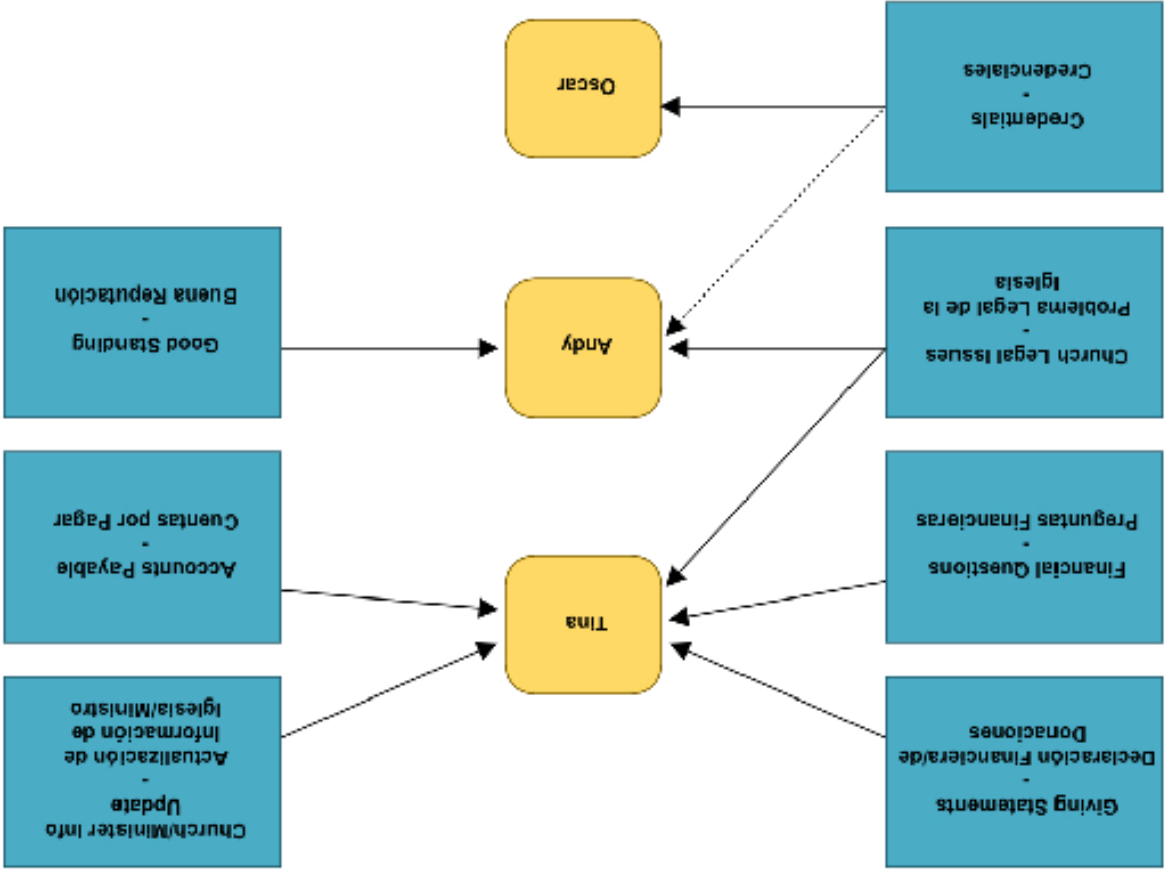 Giving Statements
-
Declaración Financiera/de/
Donaciones
Church/Minister Info
Update
-
Actualización de
Información de
Iglesia/Ministro
Tina
Financial Questions
-
Preguntas Financieras
Accounts Payable
-
Cuentas por Pagar
Church Legal Issues
-
Problema Legal de la
Iglesia
Andy
Good Standing
-
Buena Reputación
Credentials
-
Credenciales
Oscar